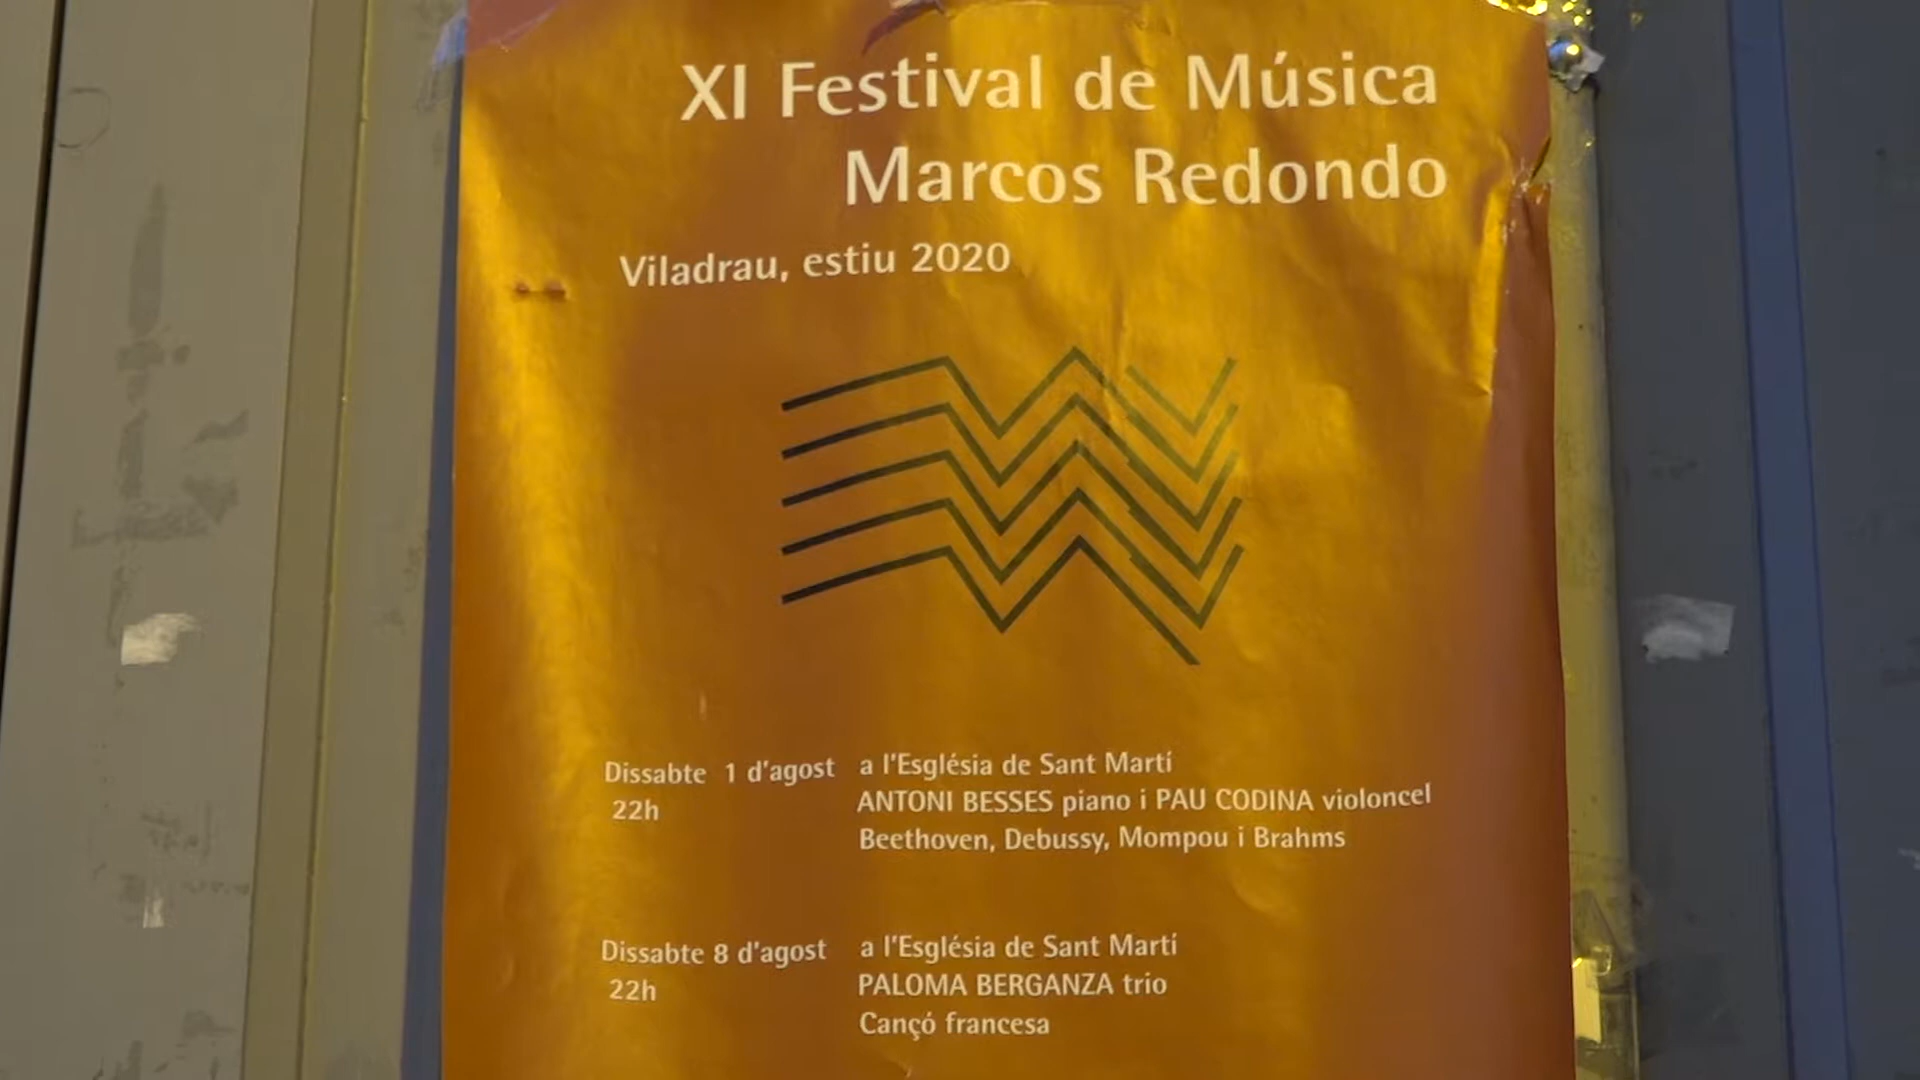 XI Festival de Música
Marcos Redondo
Viladrau, estiu 2020
Dissabte 1 d'agost a l'Església de Sant Martí
22h ANTONI BESSES piano i PAU CODINA violoncel
Beethoven, Debussy, Mompou i Brahms
Dissabte 8 d'agost a l'Església de Sant Martí
22h PALOMA BERGANZA trio
Cançó francesa